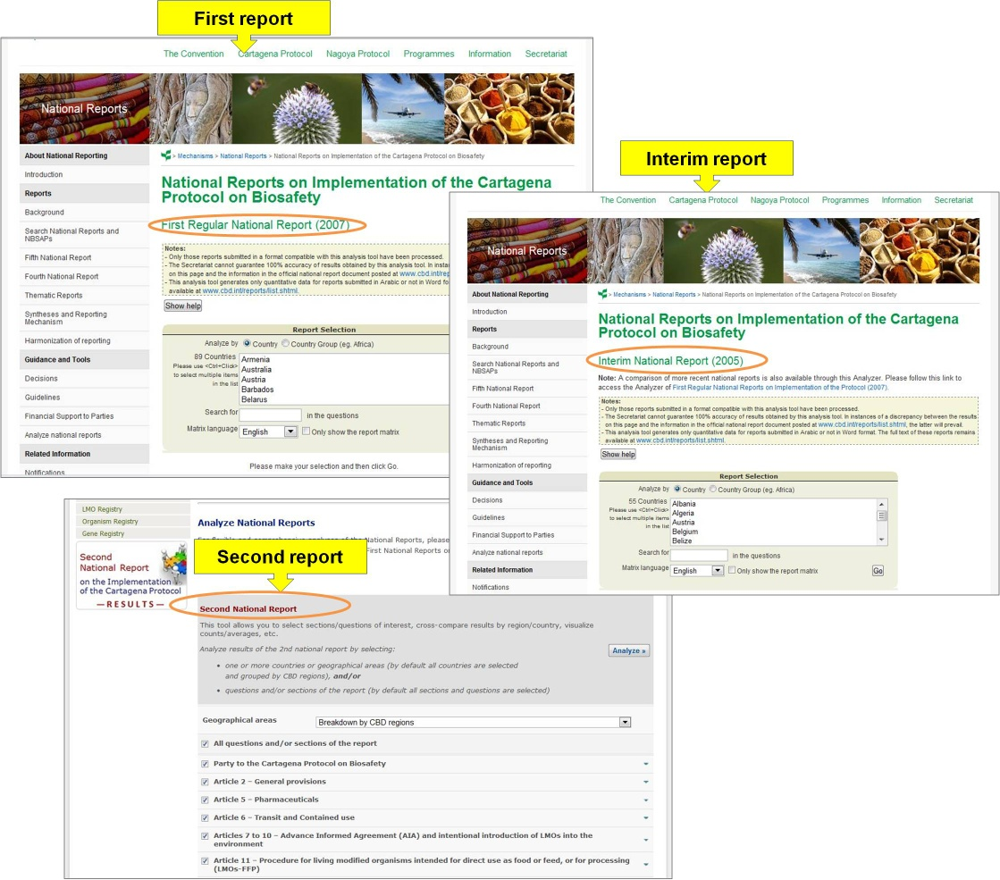 First report
The Convention Cartagena Protocol Nagoya Protocol Programmes Information Secretariat
National Reports
About National Reporting
Introduction
Reports
Background
Search National Reports and
NBSAPs
Fifth National Report
Fourth National Report
Thematic Reports
Syntheses and Reporting
Mechanism
Harmonization of reporting
Guidance and Tools
Decisions
Guidelines
Financial Support to Parties
Analyze national reports
Related Information
Notifications
> Mechanisms > National Reports > National Reports on Implementation of the Cartagena Protocol on Biosafety
National Reports on Implementation of the Cartagena
Protocol on Biosafety
First Regular National Report (2007)
Notes:
- Only those reports submitted in a format compatible with this analysis tool have been processed.
- The Secretariat cannot guarantee 100% accuracy of results obtained by this analysis tool. In instanc
on this page and the information in the official national report document posted at www.cbd.int/rep
- This analysis tool generates only quantitative data for reports submitted in Arabic or not in Word fo
available at www.cbd.int/reports/list.shtml.
Show help
Report Selection
Analyze by Country Country Group (eg. Africa)
89 Countries
Please use <Ctrl+Click>
to select multiple items
in the list
Armenia
Australia
Austria
Barbados
Belarus
Search for in the questions
Matrix language English Only show the report matrix
Please make your selection and then click Go.
Interim report
The Convention Cartagena Protocol Nagoya Protocol Programmes Information Secretariat
National Reports
About National Reporting
Introduction
Reports
Background
Search National Reports and
NBSAPs
Fifth National Report
Fourth National Report
Thematic Reports
Syntheses and Reporting
Mechanism
Harmonization of reporting
Guidance and Tools
Decisions
Guidelines
Financial Support to Parties
Analyze national reports
Related Information
Notifications
> Mechanisms > National Reports > National Reports on Implementation of the Cartagena Protocol on Biosafety
National Reports on Implementation of the Cartagena
Protocol on Biosafety
Interim National Report (2005)
Note: A comparison of more recent national reports is also available through this Analyzer. Please follow this link to
access the Analyzer of First Regular National Reports on Implementation of the Protocol (2007).
Notes:
- Only those reports submitted in a format compatible with this analysis tool have been processed.
- The Secretariat cannot guarantee 100% accuracy of results obtained by this analysis tool. In instances of a discrepancy between the results
on this page and the information in the official national report document posted at www.cbd.int/reports/list.shtml, the latter will prevail.
- This analysis tool generates only quantitative data for reports submitted in Arabic or not in Word format. The full text of these reports remains
available at www.cbd.int/reports/list.shtml.
Show help
Report Selection
Analyze by Country Country Group (eg. Africa)
55 Countries
Please use <Ctrl+Click>
to select multiple items
in the list
Albania
Algeria
Austria
Belgium
Belize
Search for in the questions
Matrix language English Only show the report matrix Go
LMO Registry
Organism Registry
Gene Registry
Second
National Report
on the Implementation
of the Cartagena Protocol
—RESULTS—
Analyze National Reports
National Reports, please
First National Reports o
Second report
Second National Report
This tool allows you to select sections/questions of interest, cross-compare results by region/country, visualize
counts/averages, etc.
Analyze results of the 2nd national report by selecting:
Analyze »
• one or more countries or geographical areas (by default all countries are selected
and grouped by CBD regions), and/or
• questions and/or sections of the report (by default all sections and questions are selected)
Geographical areas Breakdown by CBD regions
All questions and/or sections of the report
Party to the Cartagena Protocol on Biosafety
Article 2 – General provisions
Article 5 – Pharmaceuticals
Article 6 – Transit and Contained use
Articles 7 to 10 – Advance Informed Agreement (AIA) and intentional introduction of LMOs into the
environment
Article 11 – Procedure for living modified organisms intended for direct use as food or feed, or for processing
(LMOs-FFP)